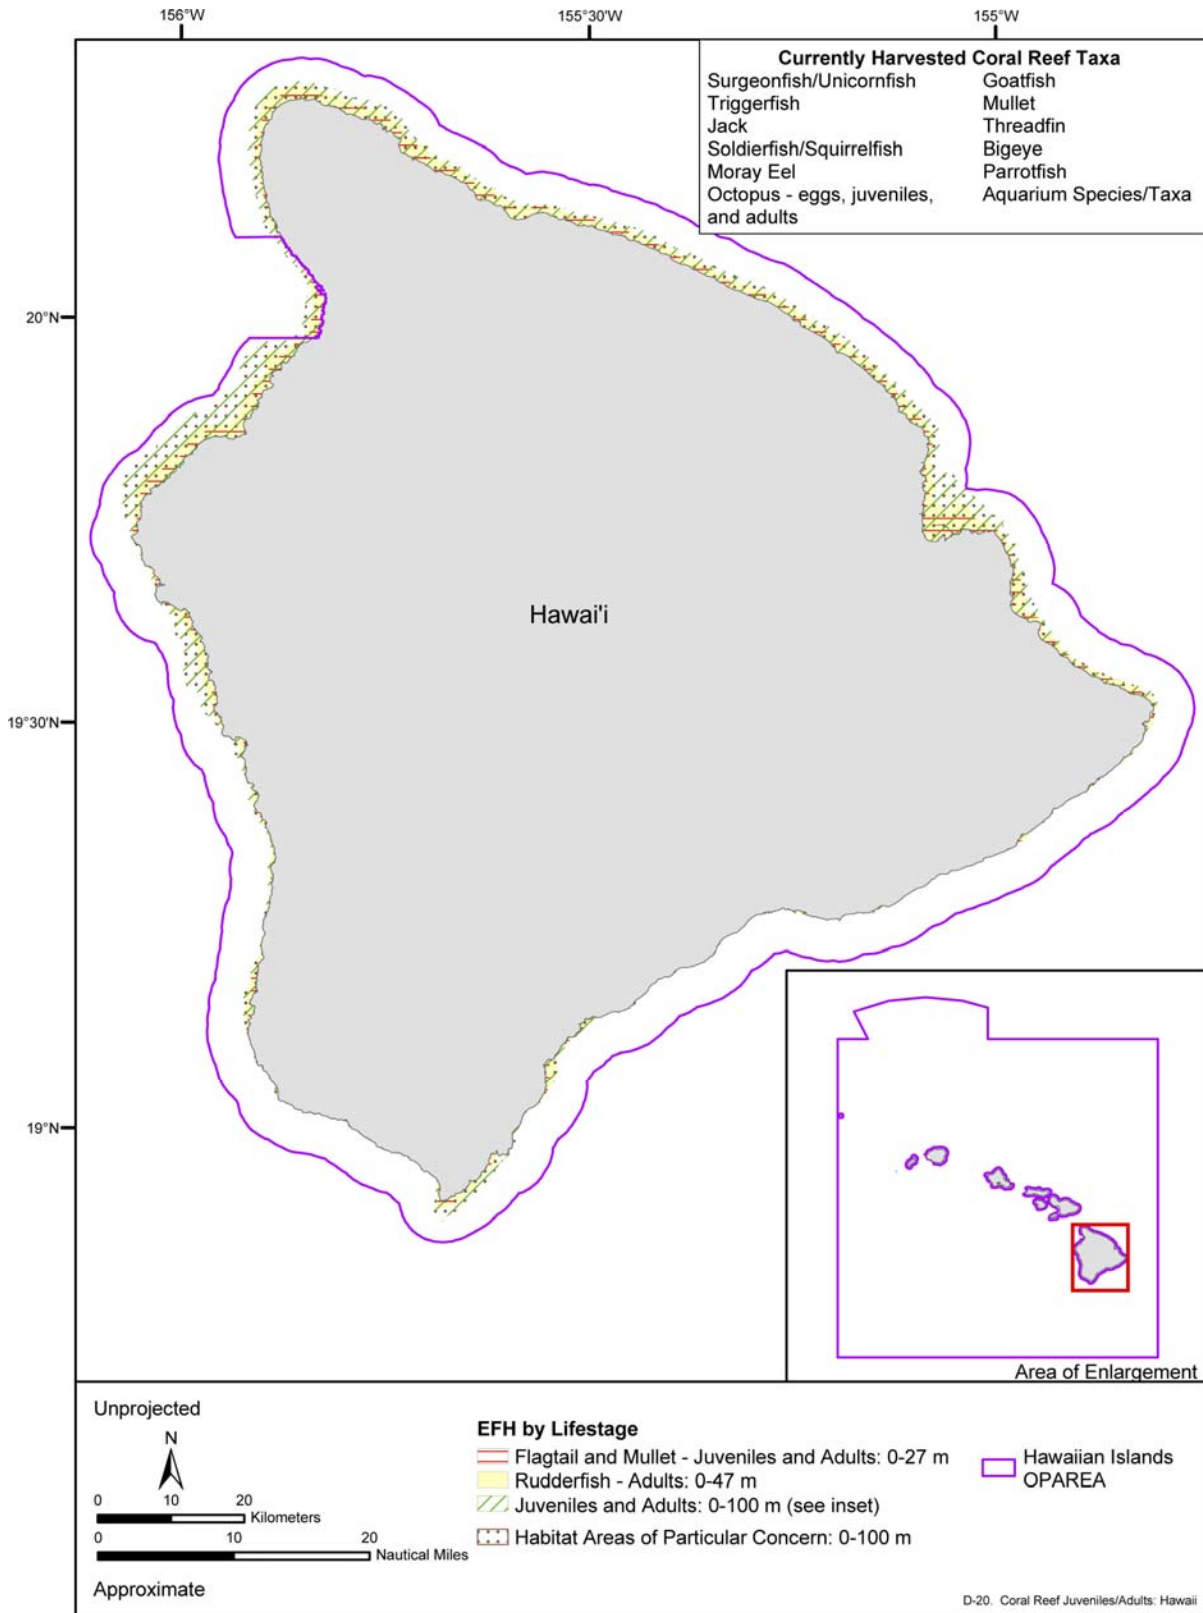 156°W
155°30'W
155°W
Currently Harvested Coral Reef Taxa
Surgeonfish/Unicornfish
Triggerfish
Jack
Soldierfish/Squirrelfish
Moray Eel
Octopus - eggs, juveniles,
and adults
Goatfish
Mullet
Threadfin
Bigeye
Parrotfish
Aquarium Species/Taxa
20°N
Hawai'i
19°30'N
19°N
Area of Enlargement
Unprojected
N
0 10 20
Kilometers
0 10 20
Nautical Miles
Approximate
EFH by Lifestage
Flagtail and Mullet - Juveniles and Adults: 0-27 m
Rudderfish - Adults: 0-47 m
Juveniles and Adults: 0-100 m (see inset)
Habitat Areas of Particular Concern: 0-100 m
Hawaiian Islands
OPAREA
D-20. Coral Reef Juveniles/Adults: Hawaii